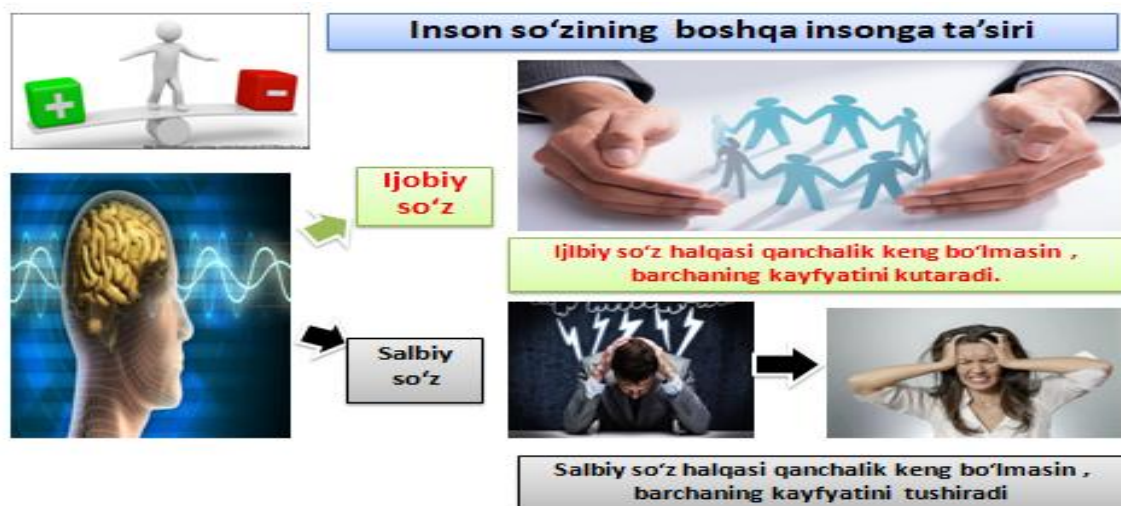 Inson so‘zining boshqa insonga ta’siri
+
-
Ijobiy
so‘z
Ijlbiy so‘z halqasi qanchalik keng bo‘lmasin ,
barchaning kayfyatini kutaradi.
Salbiy
so‘z
Salbiy so‘z halqasi qanchalik keng bo‘lmasin ,
barchaning kayfyatini tushiradi